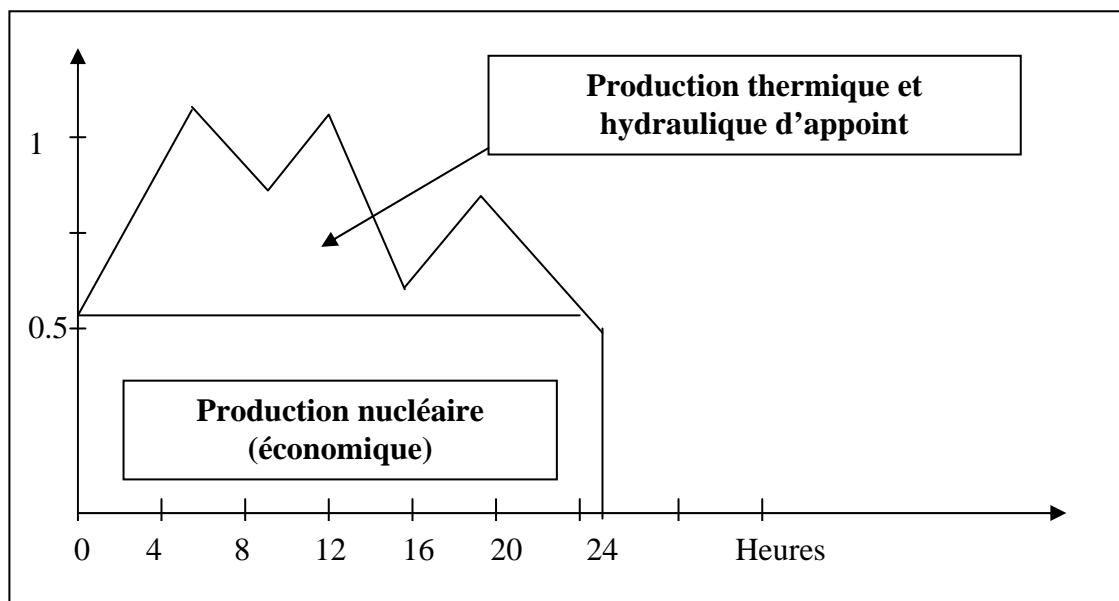 Production thermique et
hydraulique d'appoint
1
0.5
Production nucléaire
(économique)
0 4 8 12 16 20 24 Heures